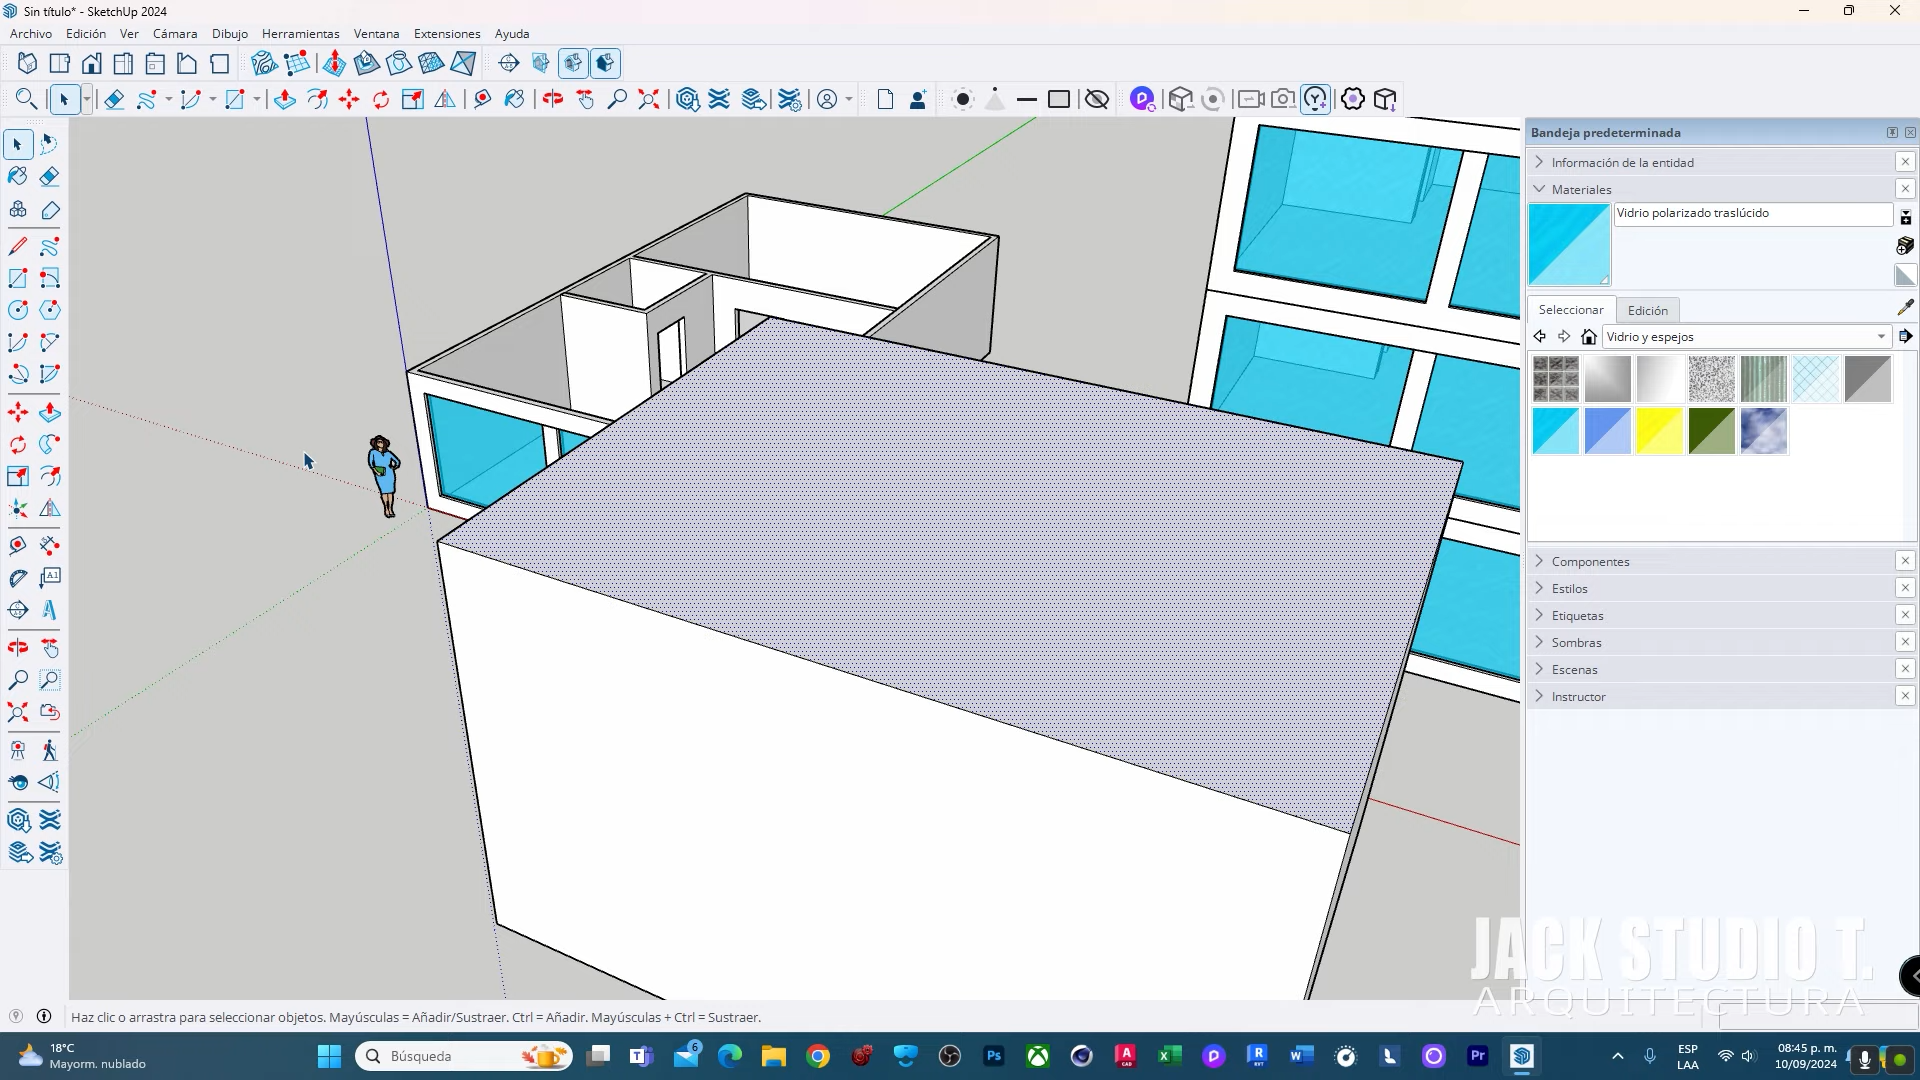 Sin título* - SketchUp 2024
Archivo Edición Ver Cámara Dibujo Herramientas Ventana Extensiones Ayuda
Bandeja predeterminada
Información de la entidad
Materiales
Vidrio polarizado traslúcido
Seleccionar Edición
Vidrio y espejos
Componentes
Estilos
Etiquetas
Sombras
Escenas
Instructor
JACK STUDIO T.
ARQUITECTURA
Haz clic o arrastra para seleccionar objetos. Mayúsculas = Añadir/Sustraer. Ctrl = Añadir. Mayúsculas + Ctrl = Sustraer.
18°C
Mayorm. nublado
Búsqueda
6
ESP
LAA
08:45 p. m.
10/09/2024